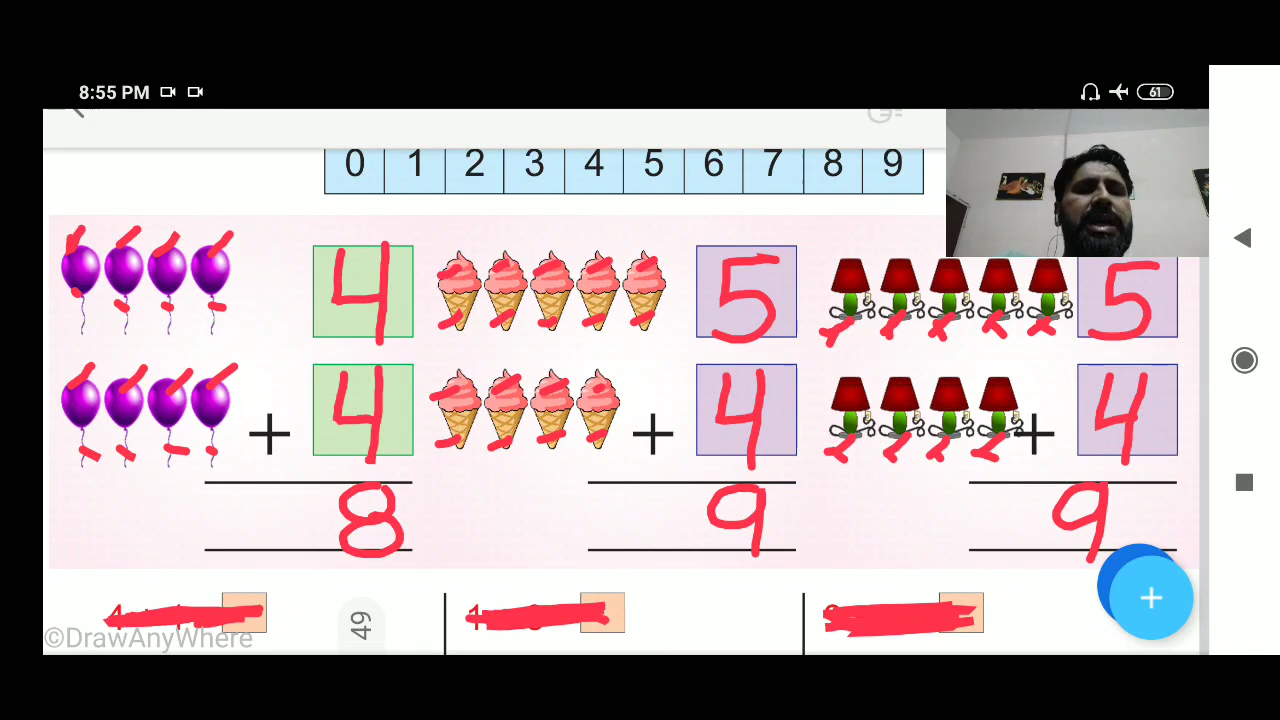 8:55 PM 61
0 1 2 3 4 5 6 7 8 9
4 5 5
+ 4 + 4 + 4
8 9 9
49
+
©DrawAnyWhere